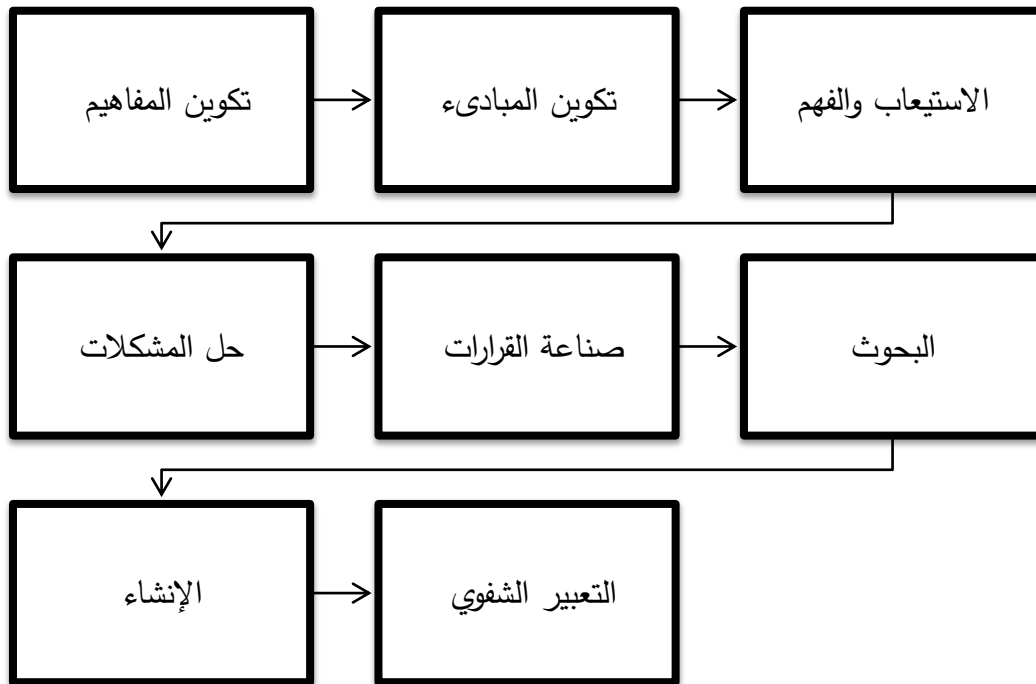 تكوين المفاهيم
تكوين المبادىء
الاستيعاب والفهم
حل المشكلات
صناعة القرارات
البحوث
الإنشاء
التعبير الشفوي